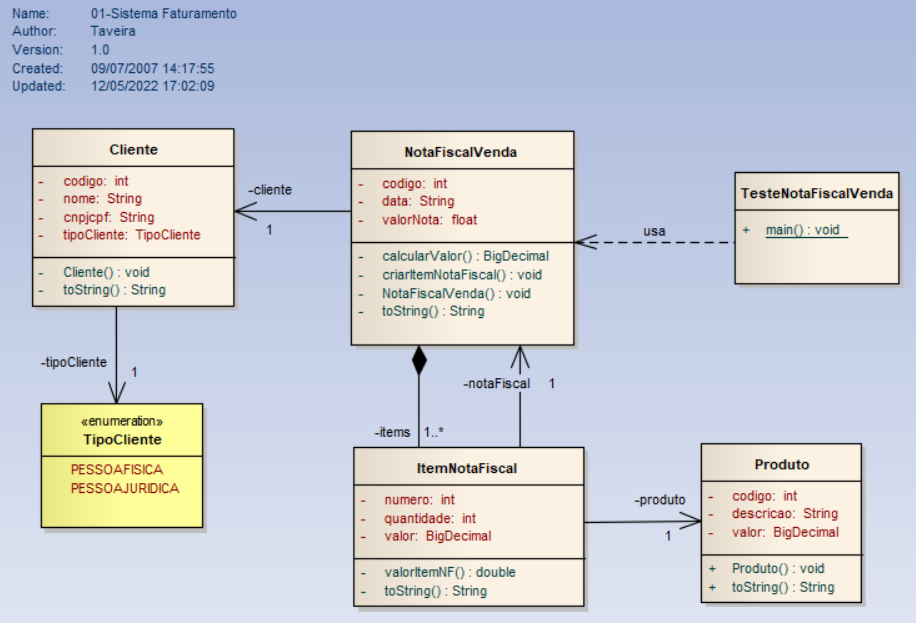 Name: 01-Sistema Faturamento
Author: Taveira
Version: 1.0
Created: 09/07/2007 14:17:55
Updated: 12/05/2022 17:02:09
Cliente
- codigo: int
- nome: String
- cnpjcpf: String
- tipoCliente: TipoCliente
- Cliente() : void
- toString() : String
-cliente
1
NotaFiscalVenda
- codigo: int
- data: String
- valorNota: float
- calcularValor() : BigDecimal
- criarItemNotaFiscal() : void
- NotaFiscalVenda() : void
- toString() : String
usa
TesteNotaFiscalVenda
+ main() : void
-tipoCliente
1
«enumeration»
TipoCliente
PESSOAFISICA
PESSOAJURIDICA
-notaFiscal 1
-items 1..*
ItemNotaFiscal
- numero: int
- quantidade: int
- valor: BigDecimal
- valorItemNF() : double
- toString() : String
-produto
1
Produto
- codigo: int
- descricao: String
- valor: BigDecimal
+ Produto() : void
+ toString() : String